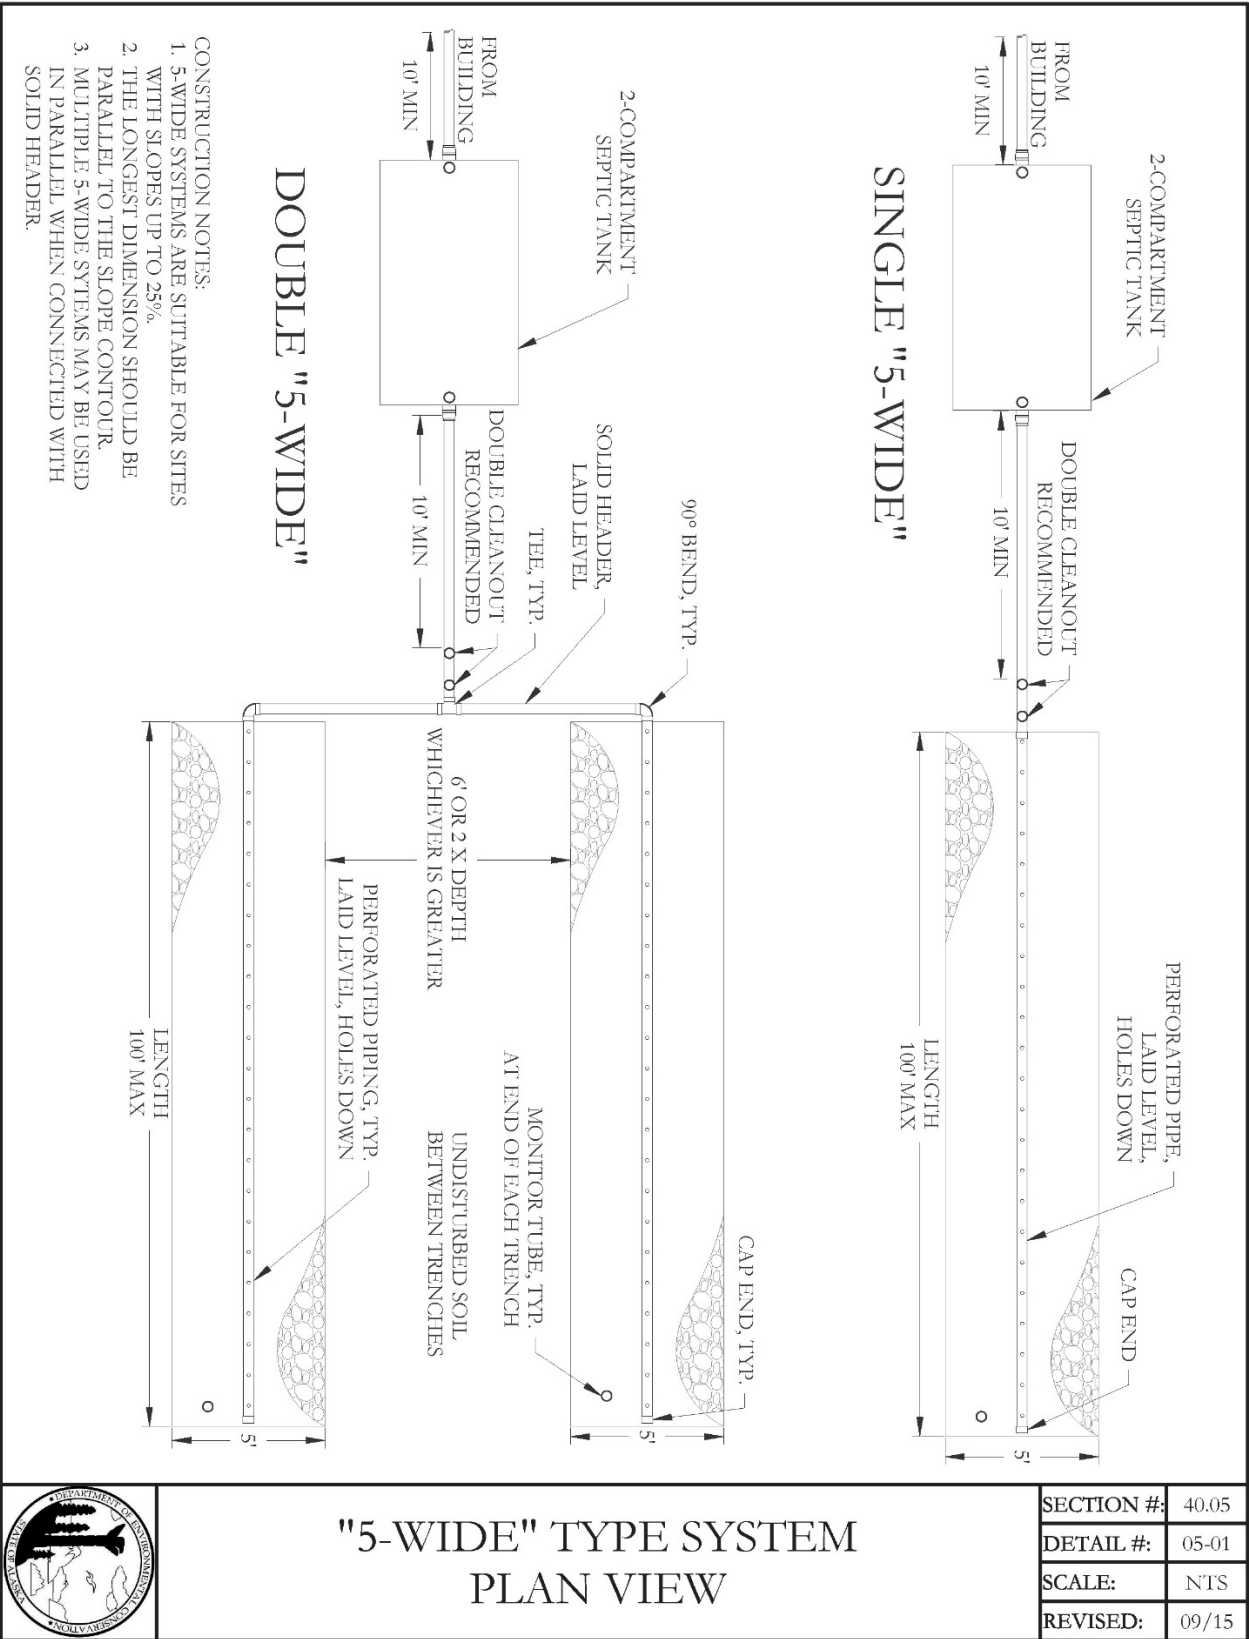 FROM
BUILDING
10' MIN
2-COMPARTMENT
SEPTIC TANK
SINGLE "5-WIDE"
10' MIN
DOUBLE CLEANOUT
RECOMMENDED
PERFORATED PIPE,
LAID LEVEL,
HOLES DOWN
CAP END
LENGTH
100' MAX
5'
FROM
BUILDING
10' MIN
2-COMPARTMENT
SEPTIC TANK
DOUBLE "5-WIDE"
10' MIN
DOUBLE CLEANOUT
RECOMMENDED
TEE, TYP.
SOLID HEADER,
LAID LEVEL
90° BEND, TYP.
6' OR 2 X DEPTH
WHICHEVER IS GREATER
PERFORATED PIPING, TYP.
LAID LEVEL, HOLES DOWN
MONITOR TUBE, TYP.
AT END OF EACH TRENCH
UNDISTURBED SOIL
BETWEEN TRENCHES
CAP END, TYP.
5'
5'
LENGTH
100' MAX
CONSTRUCTION NOTES:
1. 5-WIDE SYSTEMS ARE SUITABLE FOR SITES
WITH SLOPES UP TO 25%.
2. THE LONGEST DIMENSION SHOULD BE
PARALLEL TO THE SLOPE CONTOUR.
3. MULTIPLE 5-WIDE SYTEMS MAY BE USED
IN PARALLEL WHEN CONNECTED WITH
SOLID HEADER.
DEPARTMENT OF ENVIRONMENTAL CONSERVATION
STATE OF ALASKA
"5-WIDE" TYPE SYSTEM
PLAN VIEW
SECTION #: 40.05
DETAIL #: 05-01
SCALE: NTS
REVISED: 09/15